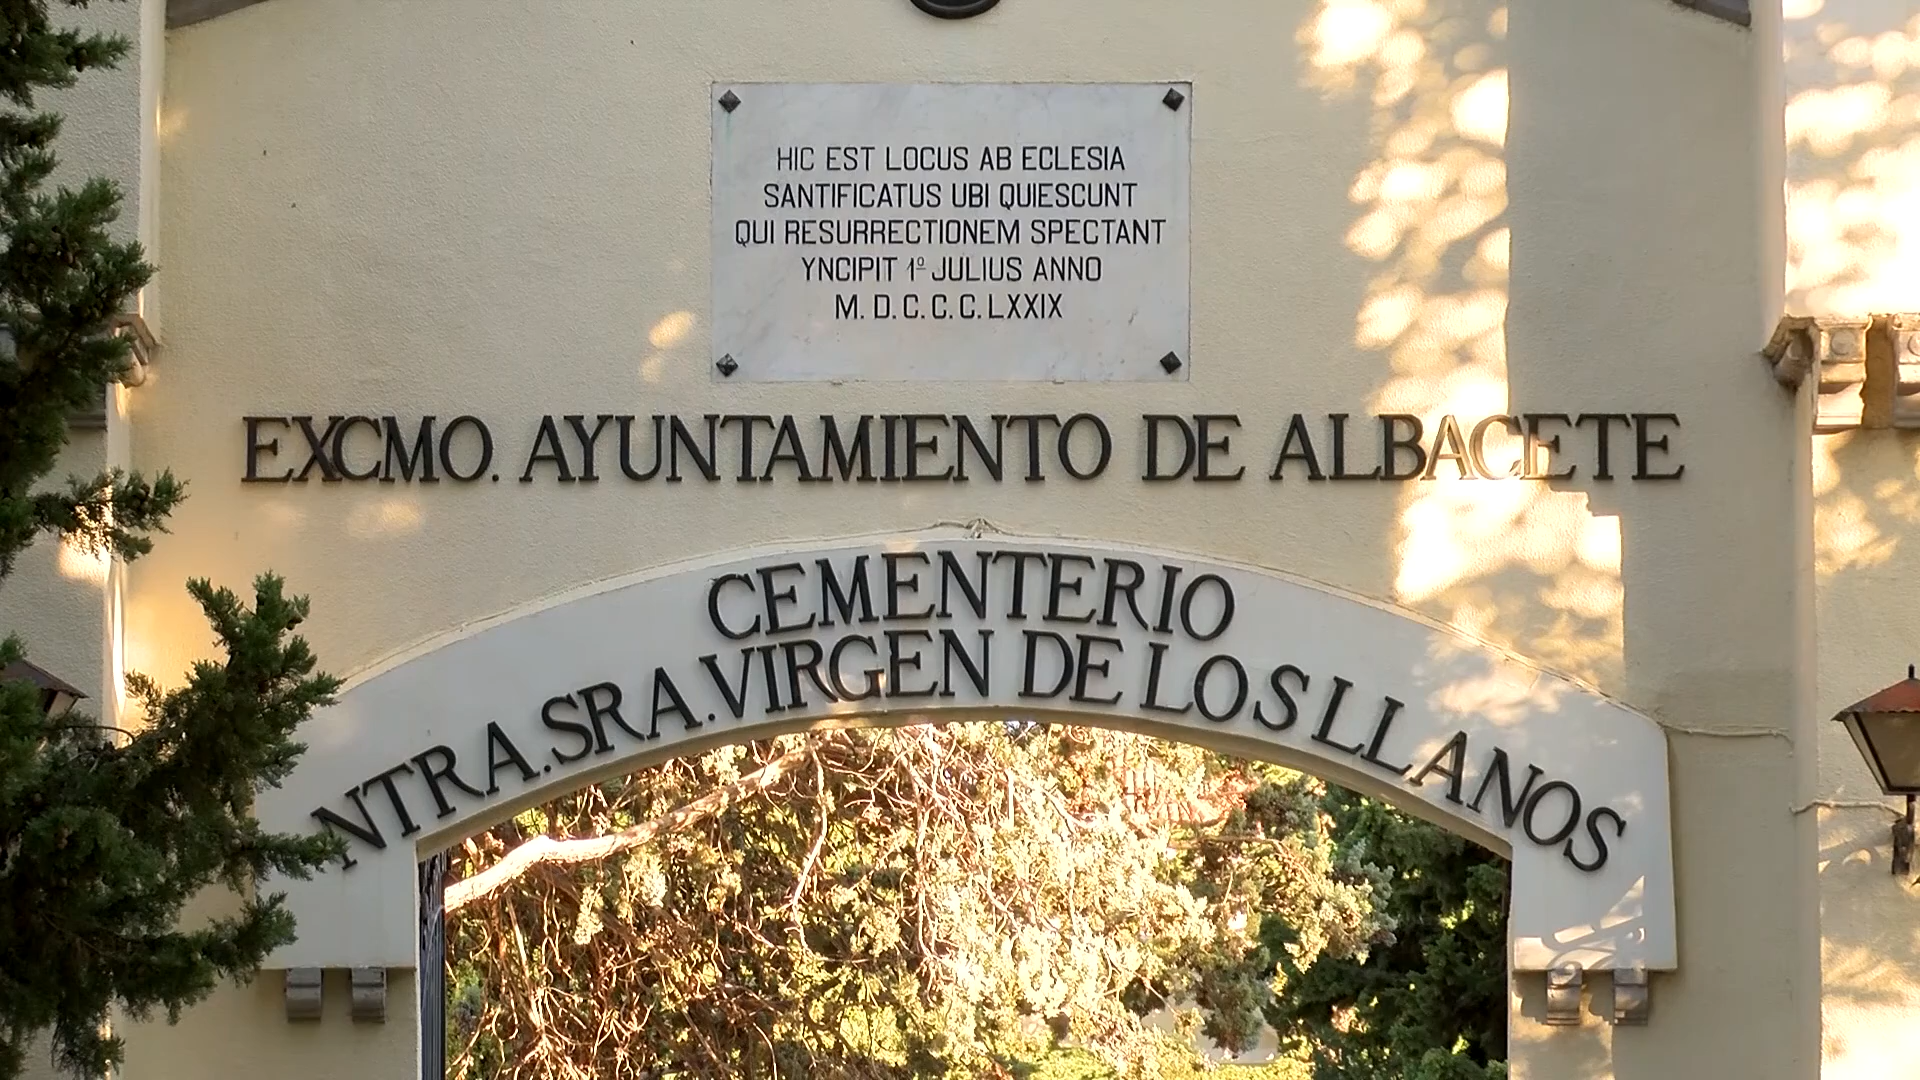 HIC EST LOCUS AB ECLESIA
SANTIFICATUS UBI QUIESCUNT
QUI RESURRECTIONEM SPECTANT
YNCIPIT 1º JULIUS ANNO
M. D. C. C. C. LXXIX
EXCMO. AYUNTAMIENTO DE ALBACETE
CEMENTERIO
NTRA. SRA. VIRGEN DE LOS LLANOS